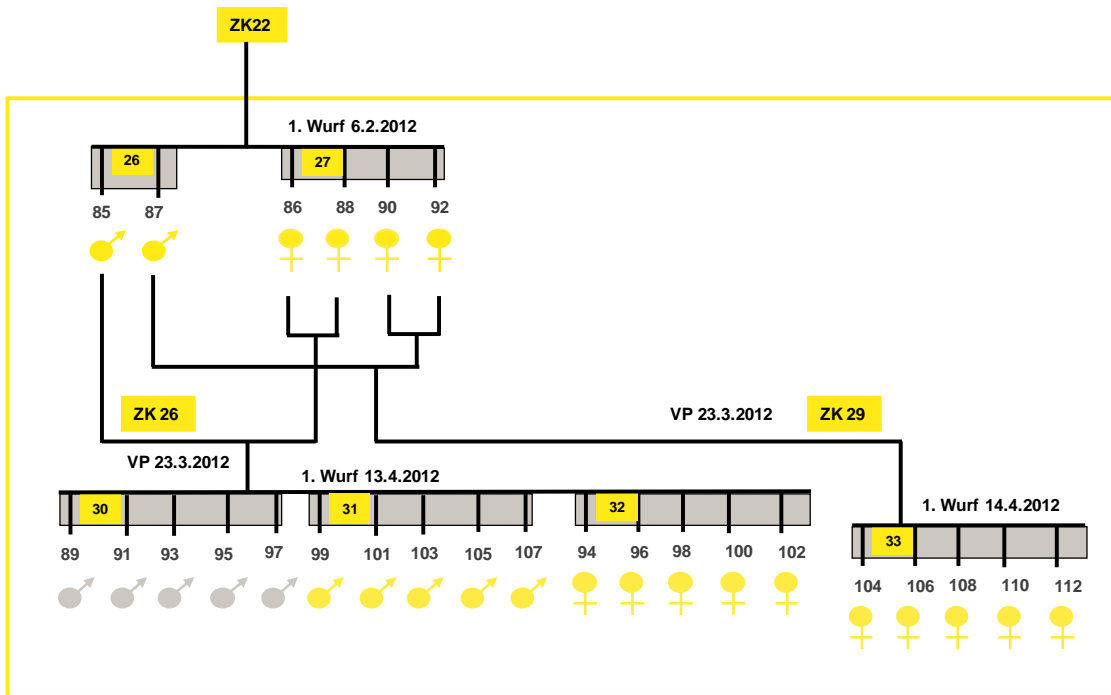 ZK22
1. Wurf 6.2.2012
26
27
85 87 86 88 90 92
ZK 26
VP 23.3.2012
ZK 29
VP 23.3.2012
1. Wurf 13.4.2012
30
31
32
1. Wurf 14.4.2012
33
89 91 93 95 97 99 101 103 105 107 94 96 98 100 102
104 106 108 110 112